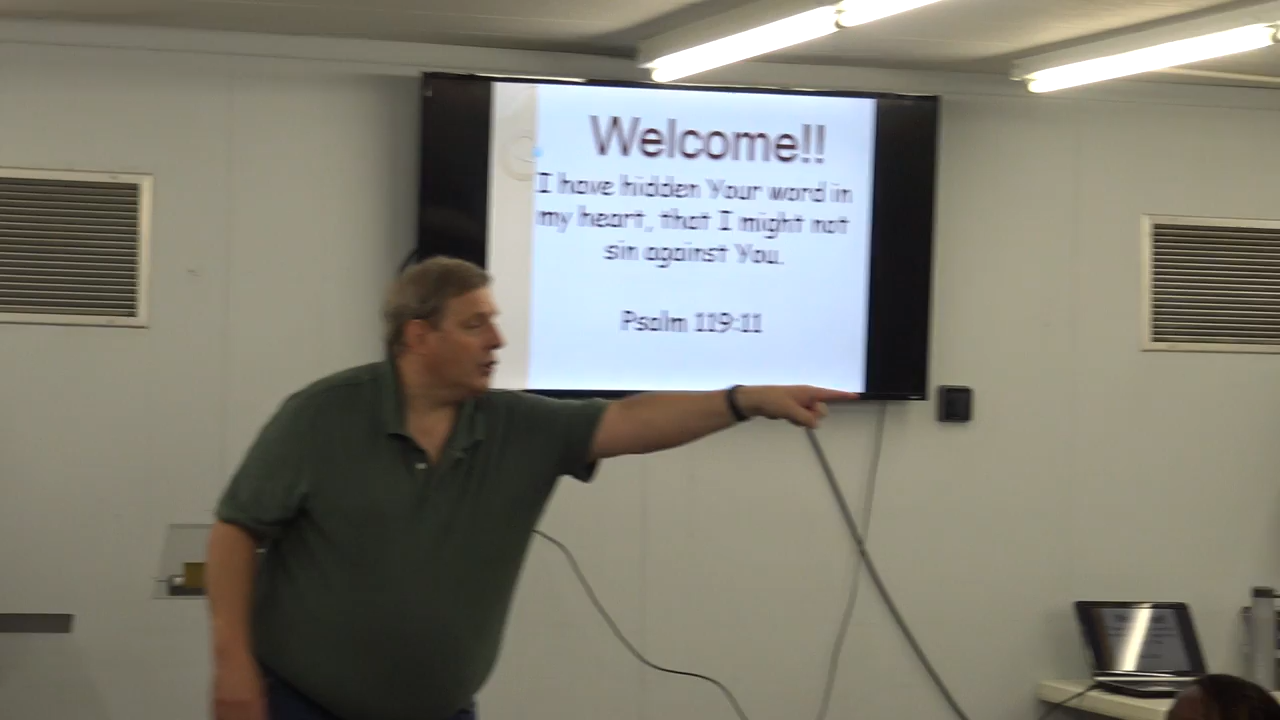 Welcome!!
I have hidden Your word in
my heart, that I might not
sin against You.
Psalm 119:11